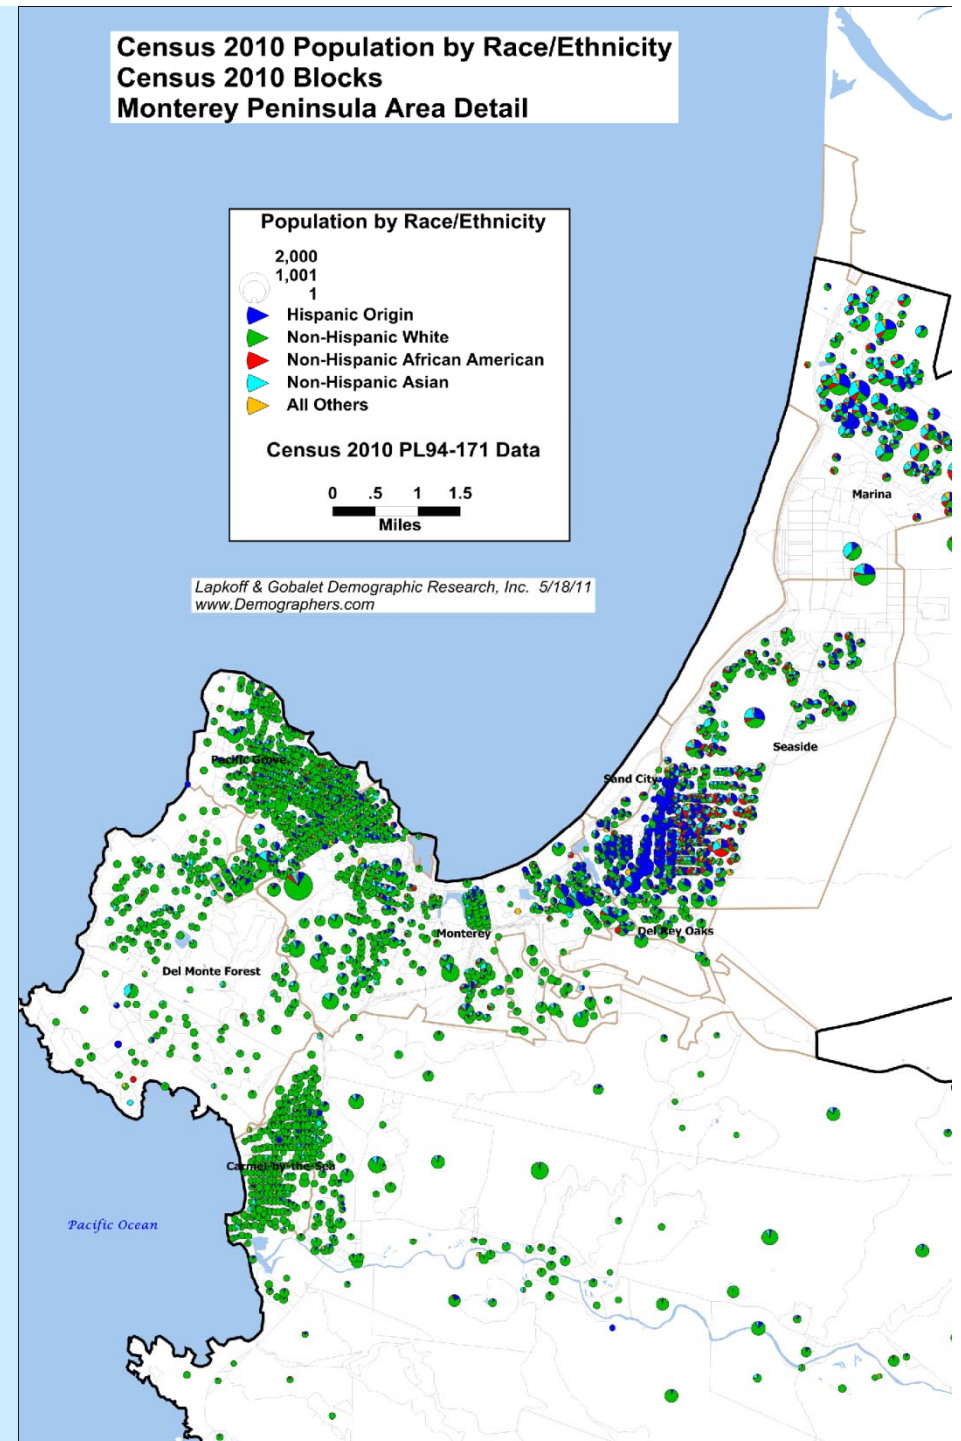 Census 2010 Population by Race/Ethnicity
Census 2010 Blocks
Monterey Peninsula Area Detail
Population by Race/Ethnicity
2,000
1,001
1
Hispanic Origin
Non-Hispanic White
Non-Hispanic African American
Non-Hispanic Asian
All Others
Census 2010 PL94-171 Data
0 .5 1 1.5
Miles
Lapkoff & Gobalet Demographic Research, Inc. 5/18/11
www.Demographers.com
Marina
Seaside
Pacific Grove
Sand City
Monterey
Del Rey Oaks
Del Monte Forest
Carmel-by-the-Sea
Pacific Ocean